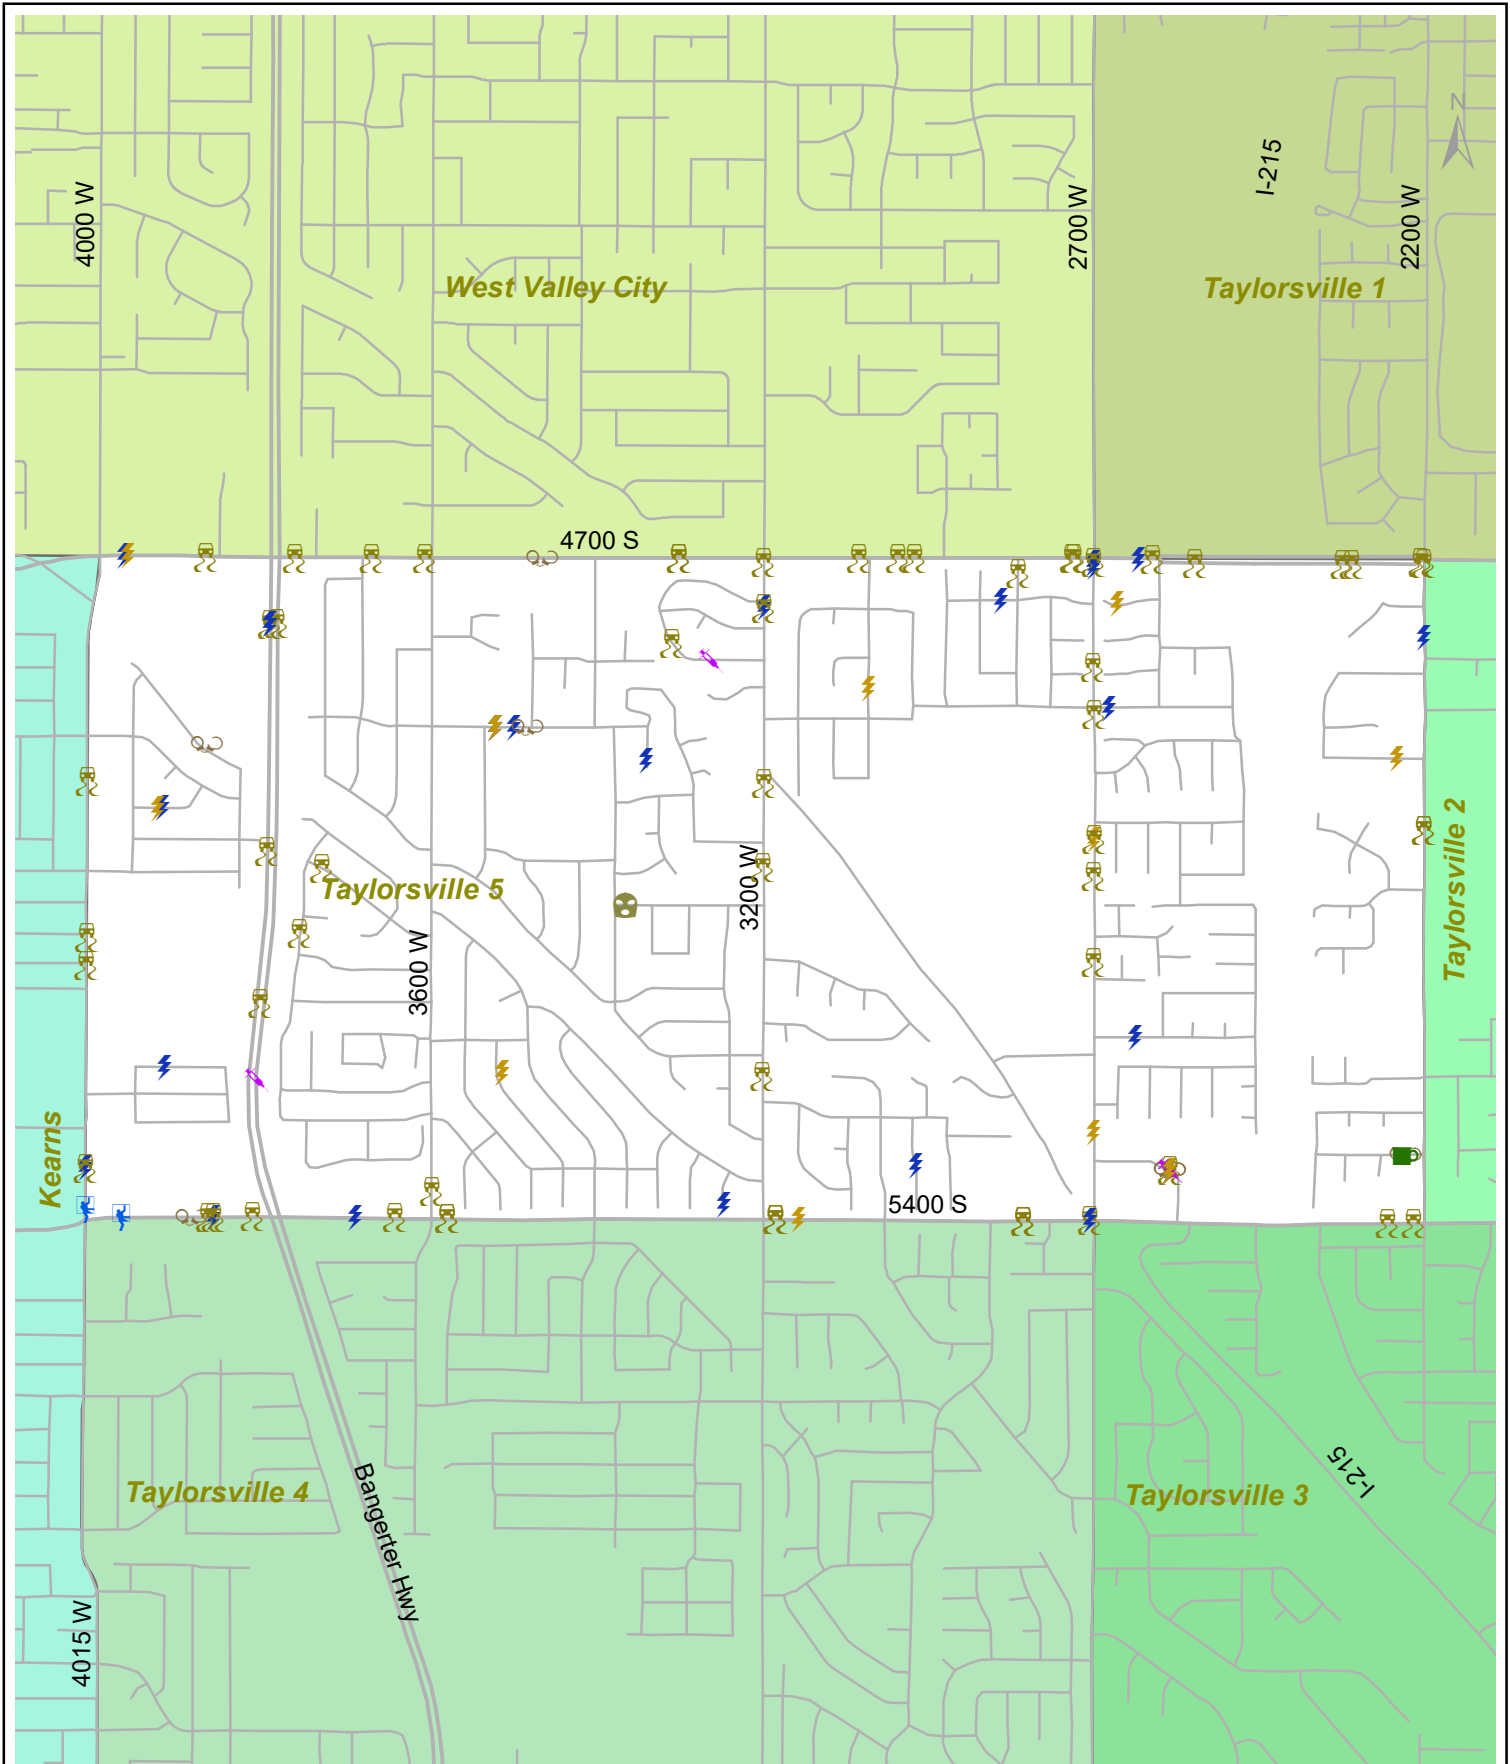 N
I-215
4000 W
2700 W
2200 W
West Valley City
Taylorsville 1
4700 S
Taylorsville 2
3200 W
Taylorsville 5
3600 W
Kearns
5400 S
I-215
Taylorsville 4
Taylorsville 3
Bangerter Hwy
4015 W